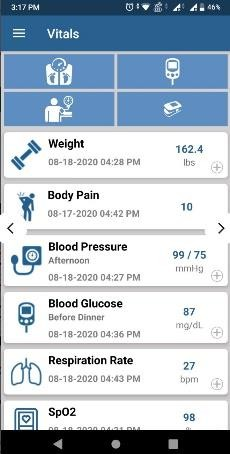 3:17 PM 46%
Vitals
Weight 162.4
08-18-2020 04:28 PM lbs
Body Pain
08-17-2020 04:42 PM 10
Blood Pressure 99 / 75
Afternoon mmHg
08-18-2020 04:27 PM
Blood Glucose 87
Before Dinner mg/dL
08-18-2020 04:36 PM
Respiration Rate 27
08-18-2020 04:43 PM bpm
SpO2 98